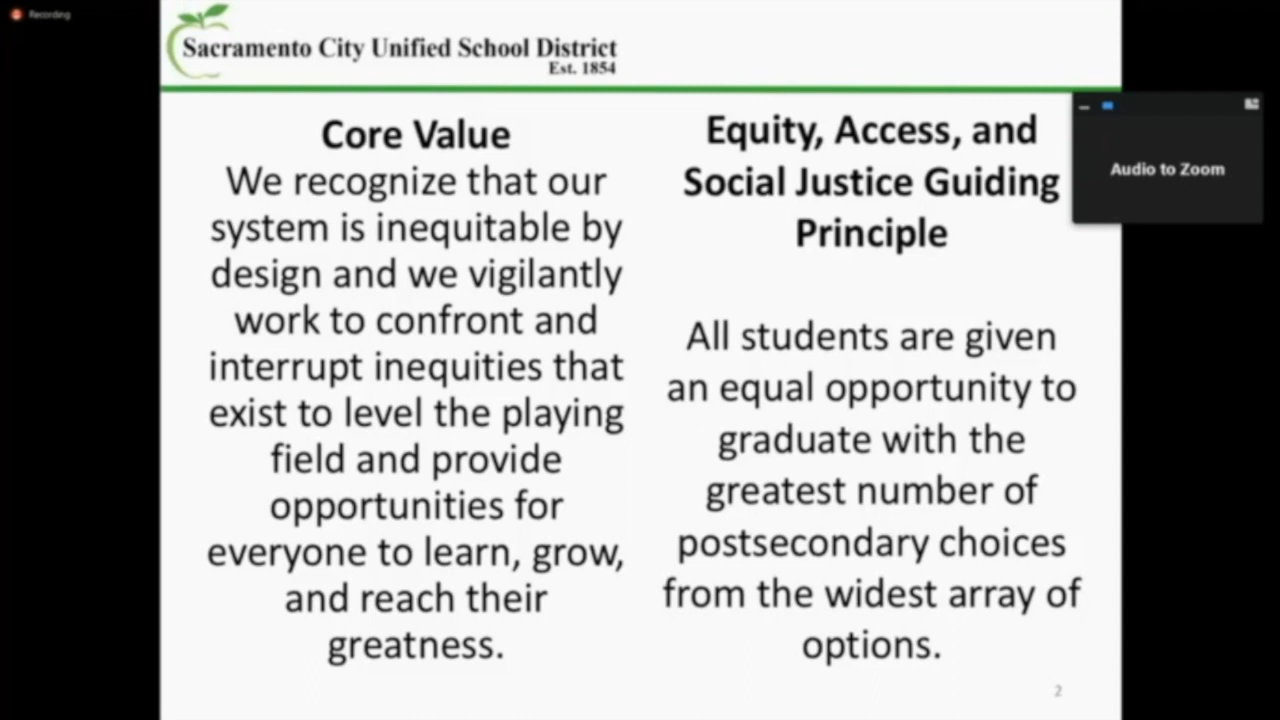 Recording
Sacramento City Unified School District
Est. 1854
Core Value
We recognize that our
system is inequitable by
design and we vigilantly
work to confront and
interrupt inequities that
exist to level the playing
field and provide
opportunities for
everyone to learn, grow,
and reach their
greatness.
Equity, Access, and
Social Justice Guiding
Principle
All students are given
an equal opportunity to
graduate with the
greatest number of
postsecondary choices
from the widest array of
options.
Audio to Zoom
2